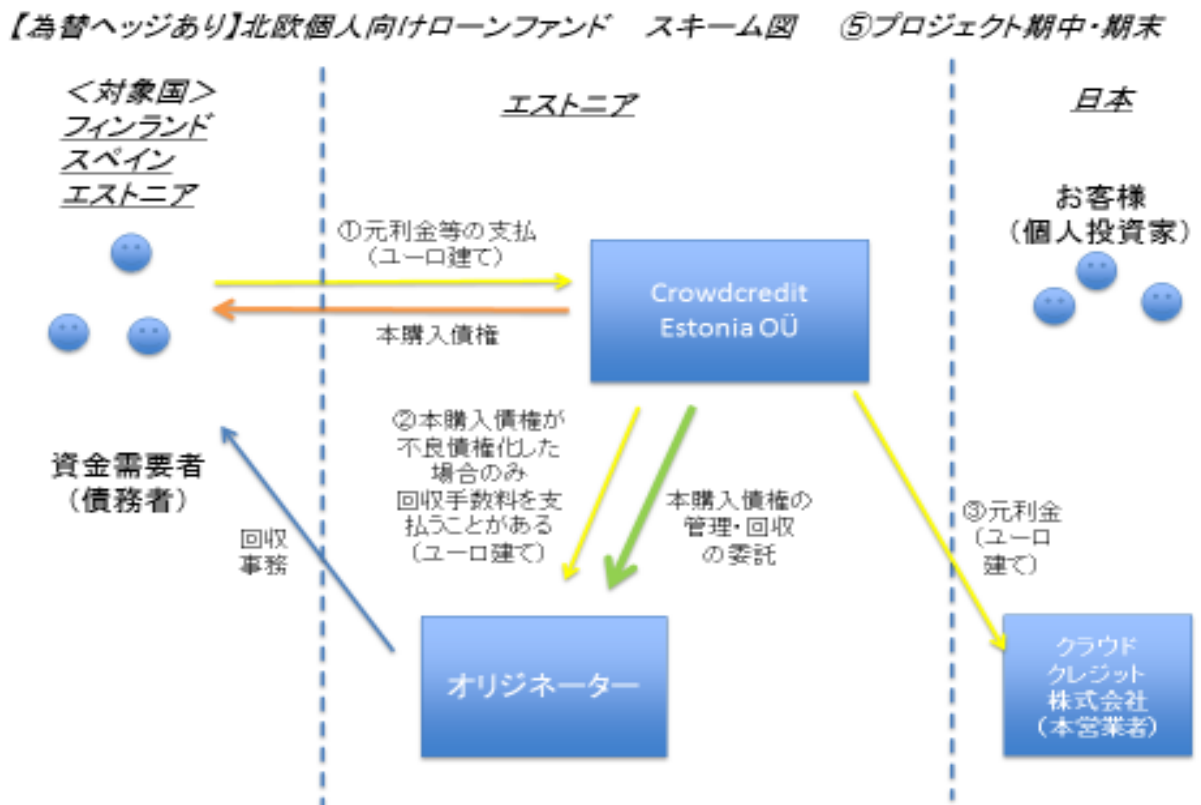 【為替ヘッジあり】北欧個人向けローンファンド　スキーム図　⑤プロジェクト期中・期末
＜対象国＞
フィンランド
スペイン
エストニア
エストニア
日本
お客様
（個人投資家）
①元利金等の支払
（ユーロ建て）
本購入債権
Crowdcredit
Estonia OÜ
資金需要者
（債務者）
回収
事務
②本購入債権が
不良債権化した
場合のみ
回収手数料を支
払うことがある
（ユーロ建て）
本購入債権の
管理・回収
の委託
③元利金
（ユーロ
建て）
オリジネーター
クラウド
クレジット
株式会社
（本営業者）